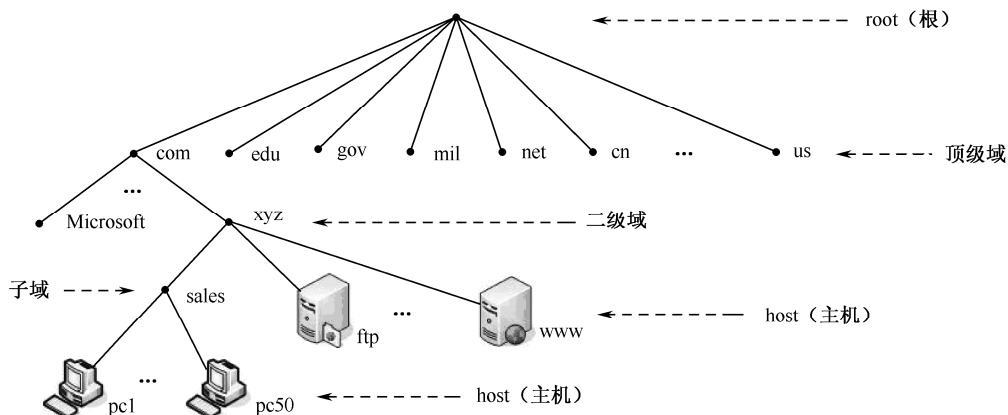 root（根）
com
edu
gov
mil
net
cn
...
us
顶级域
...
Microsoft
xyz
二级域
子域
sales
ftp
...
www
host（主机）
pc1
...
pc50
host（主机）